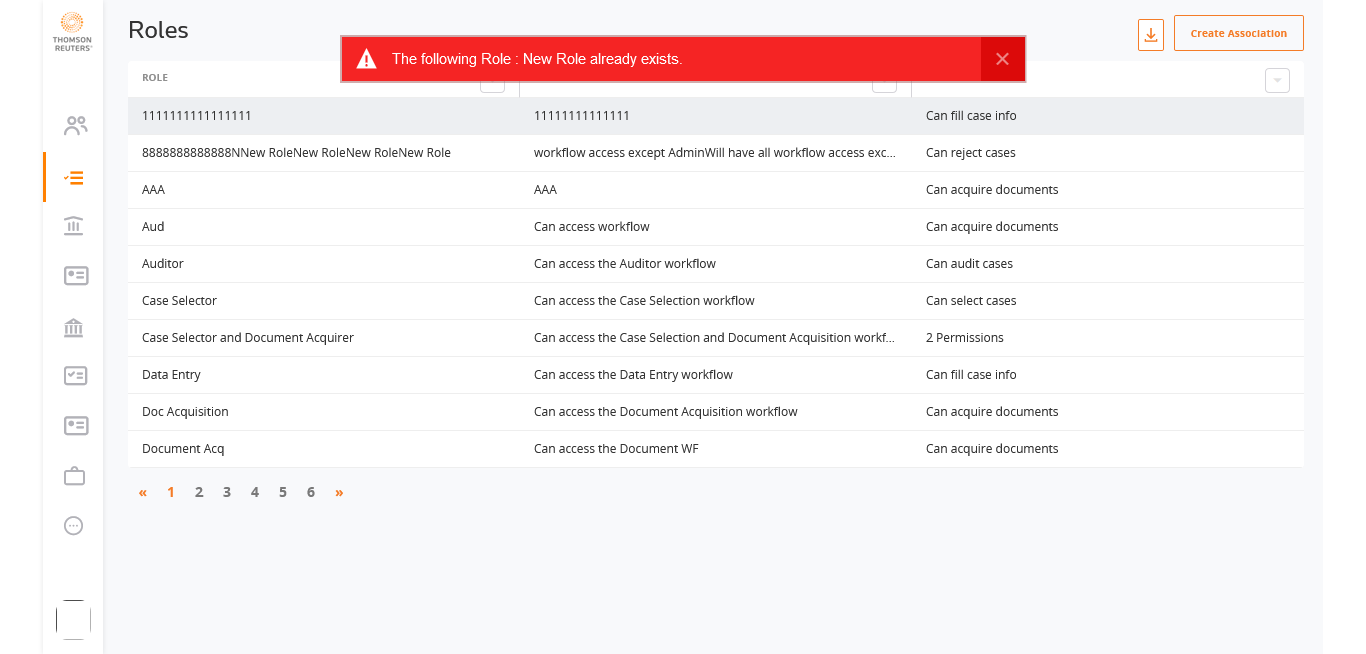 THOMSON
REUTERS®
Roles
Create Association
The following Role : New Role already exists.
ROLE
1111111111111111 11111111111111 Can fill case info
8888888888888NNew RoleNew RoleNew RoleNew Role workflow access except AdminWill have all workflow access exc... Can reject cases
AAA AAA Can acquire documents
Aud Can access workflow Can acquire documents
Auditor Can access the Auditor workflow Can audit cases
Case Selector Can access the Case Selection workflow Can select cases
Case Selector and Document Acquirer Can access the Case Selection and Document Acquisition workf... 2 Permissions
Data Entry Can access the Data Entry workflow Can fill case info
Doc Acquisition Can access the Document Acquisition workflow Can acquire documents
Document Acq Can access the Document WF Can acquire documents
« 1 2 3 4 5 6 »